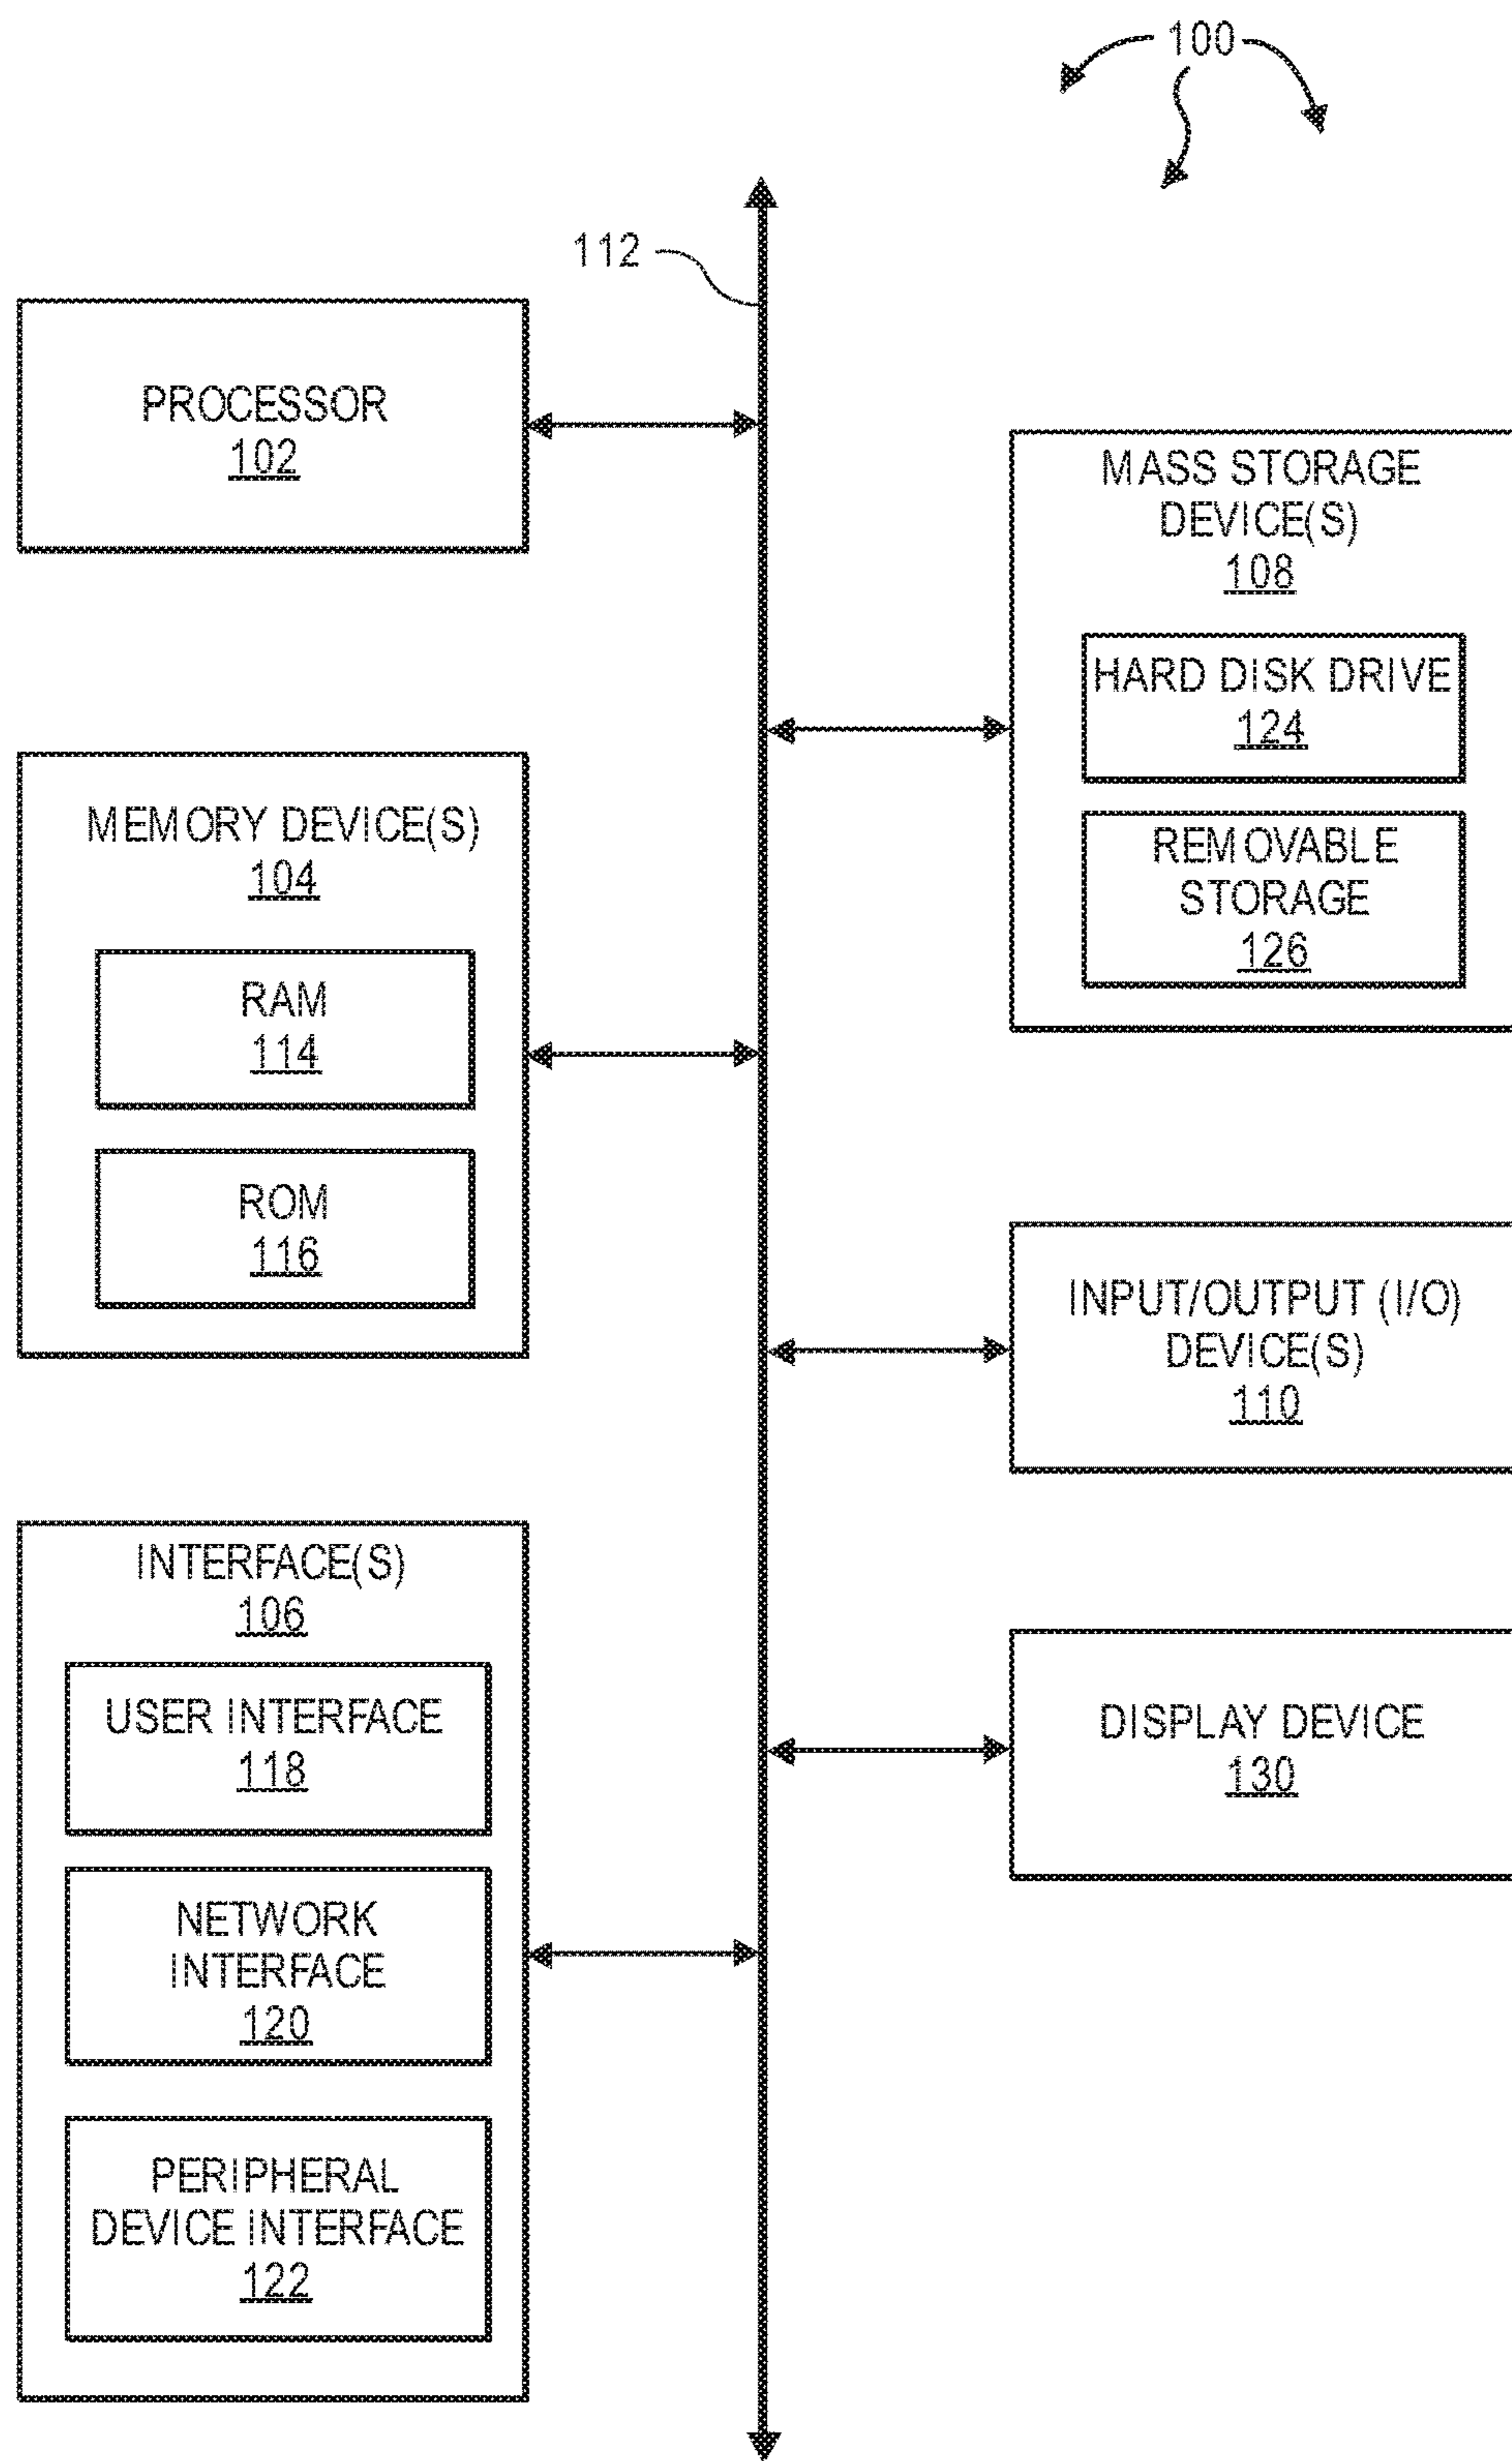 100
112
PROCESSOR
102
MEMORY DEVICE(S)
104
RAM
114
ROM
116
INTERFACE(S)
106
USER INTERFACE
118
NETWORK
INTERFACE
120
PERIPHERAL
DEVICE INTERFACE
122
MASS STORAGE
DEVICE(S)
108
HARD DISK DRIVE
124
REMOVABLE
STORAGE
126
INPUT/OUTPUT (I/O)
DEVICE(S)
110
DISPLAY DEVICE
130